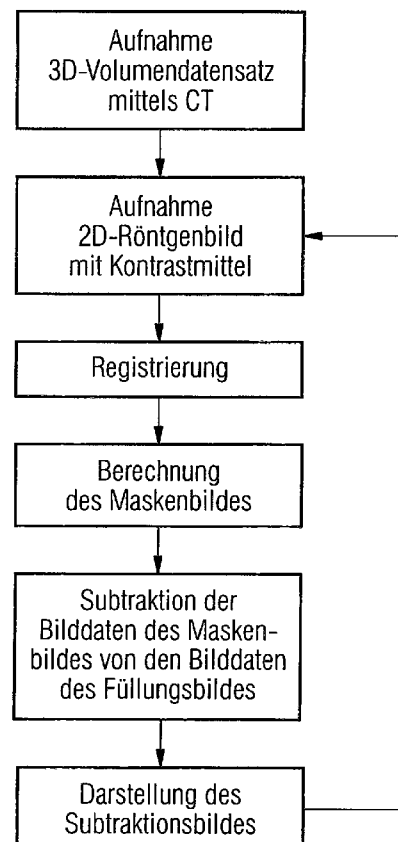 Aufnahme
3D-Volumendatensatz
mittels CT
Aufnahme
2D-Röntgenbild
mit Kontrastmittel
Registrierung
Berechnung
des Maskenbildes
Subtraktion der
Bilddaten des Masken-
bildes von den Bilddaten
des Füllungsbildes
Darstellung des
Subtraktionsbildes